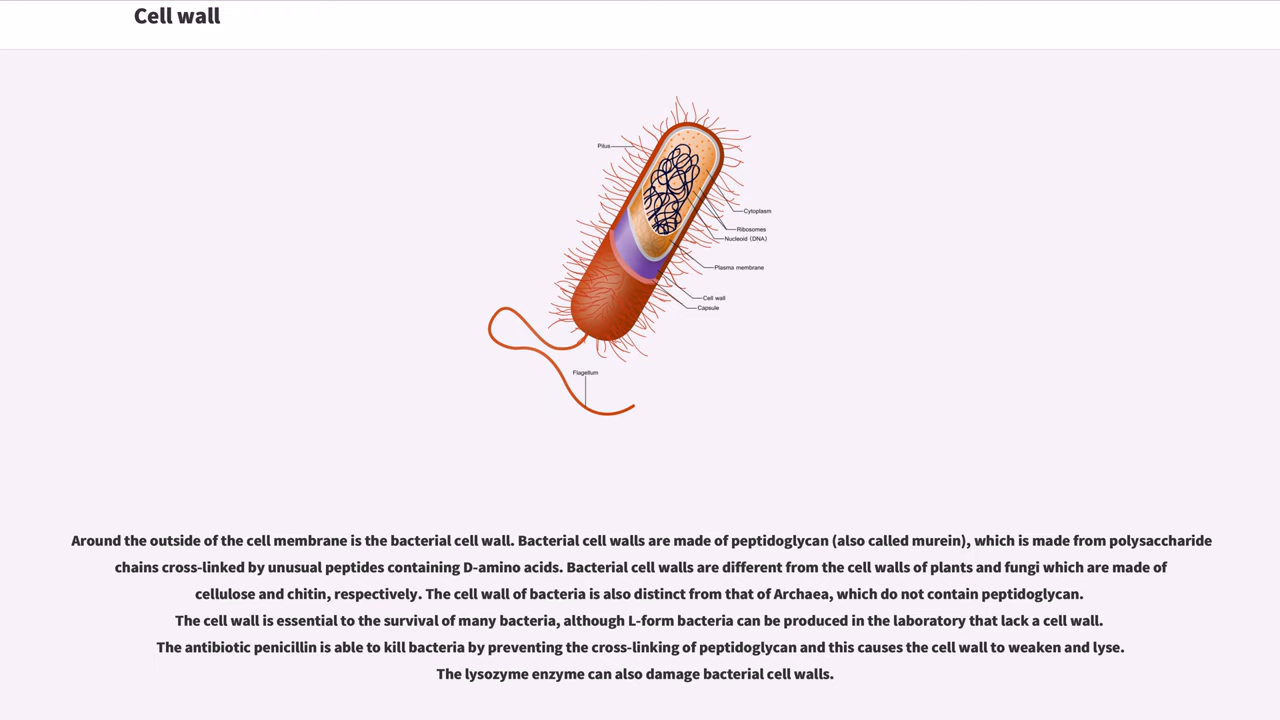 Cell wall
Pilus
Cytoplasm
Ribosomes
Nucleoid (DNA)
Plasma membrane
Cell wall
Capsule
Flagellum
Around the outside of the cell membrane is the bacterial cell wall. Bacterial cell walls are made of peptidoglycan (also called murein), which is made from polysaccharide
chains cross-linked by unusual peptides containing D-amino acids. Bacterial cell walls are different from the cell walls of plants and fungi which are made of
cellulose and chitin, respectively. The cell wall of bacteria is also distinct from that of Archaea, which do not contain peptidoglycan.
The cell wall is essential to the survival of many bacteria, although L-form bacteria can be produced in the laboratory that lack a cell wall.
The antibiotic penicillin is able to kill bacteria by preventing the cross-linking of peptidoglycan and this causes the cell wall to weaken and lyse.
The lysozyme enzyme can also damage bacterial cell walls.